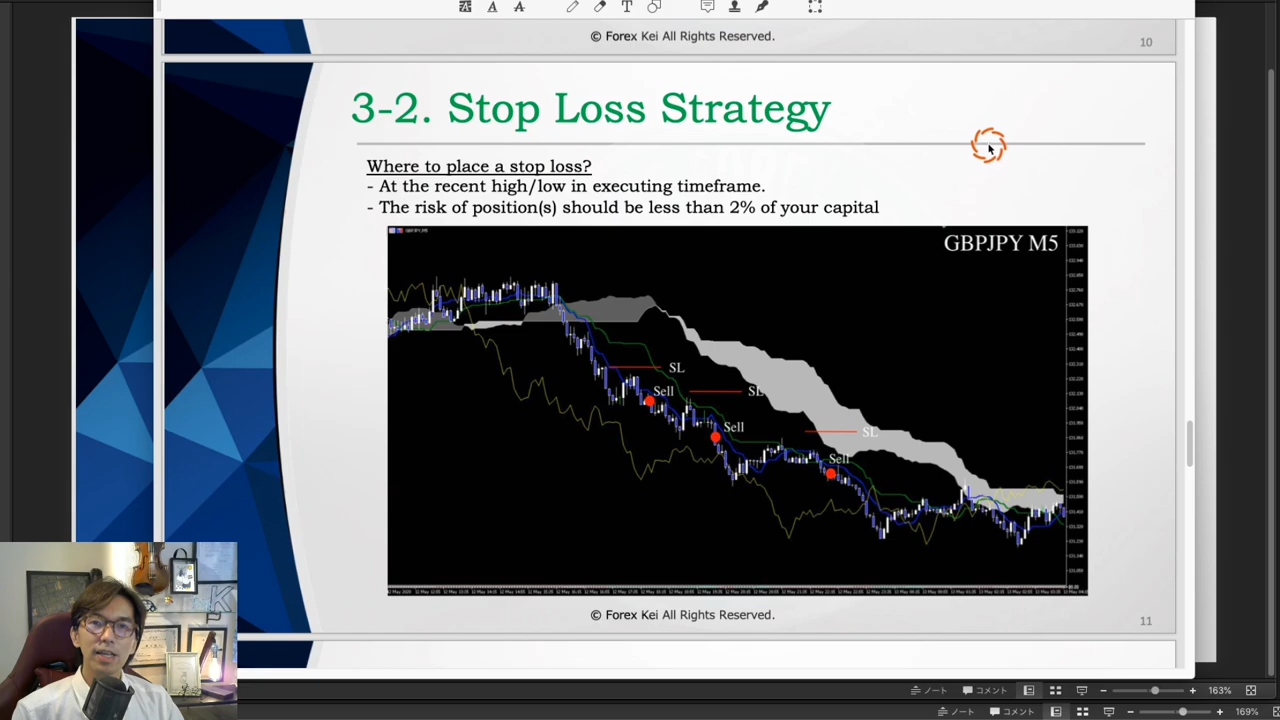 © Forex Kei All Rights Reserved.
10
3-2. Stop Loss Strategy
Where to place a stop loss?
- At the recent high/low in executing timeframe.
- The risk of position(s) should be less than 2% of your capital
GBPJPY M5
SL
Sell
SL
Sell
SL
Sell
© Forex Kei All Rights Reserved.
11
ノート
コメント
163%
ノート
コメント
169%